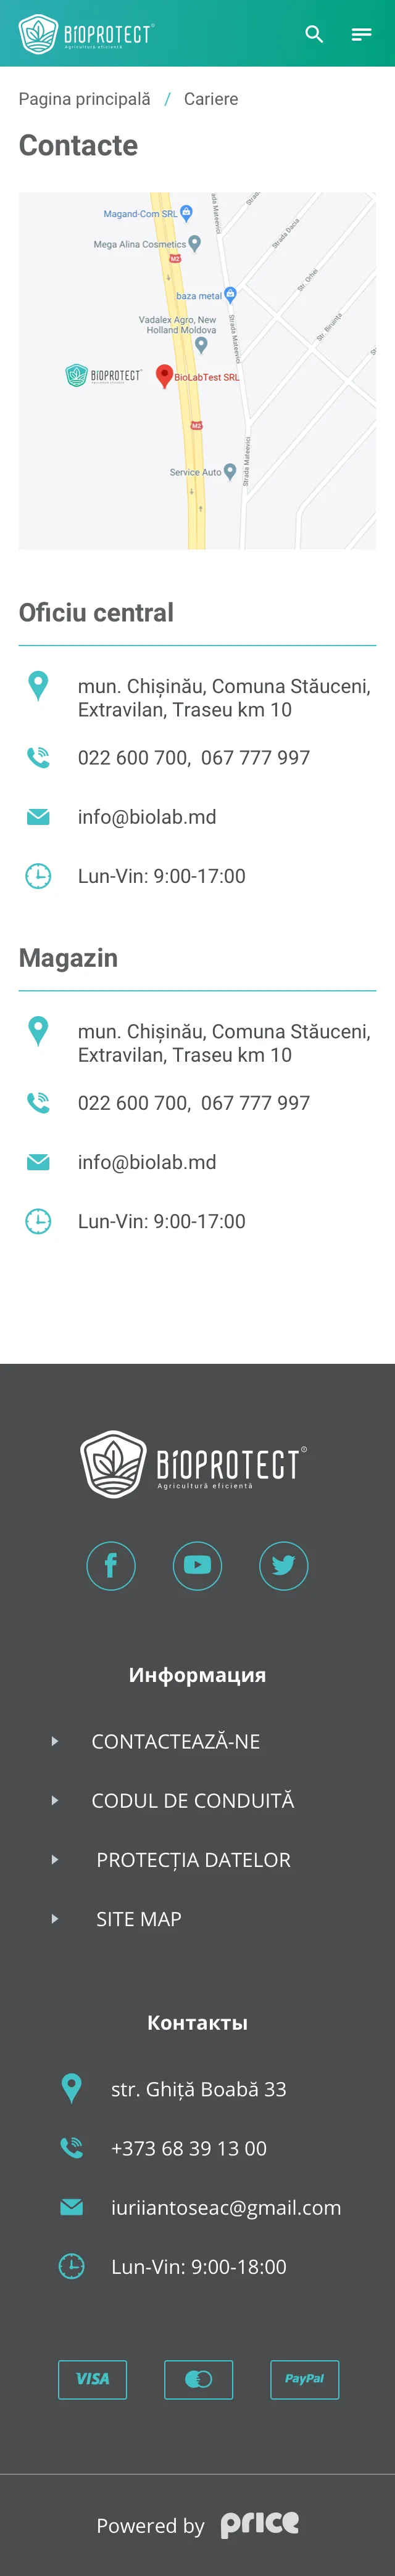 BIOPROTECT®
Agricultura eficientă
Pagina principală / Cariere
Contacte
Magand-Com SRL
Strada Mateevici
Strada Dacia
Mega Alina Cosmetics
M2
Str. Orhei
baza metal
Str. Biruința
Vadalex Agro, New
Holland Moldova
Strada Mateevici
BIOPROTECT
BioLabTest SRL
M2
Strada Mateevici
Service Auto
Oficiu central
mun. Chișinău, Comuna Stăuceni,
Extravilan, Traseu km 10
022 600 700, 067 777 997
info@biolab.md
Lun-Vin: 9:00-17:00
Magazin
mun. Chișinău, Comuna Stăuceni,
Extravilan, Traseu km 10
022 600 700, 067 777 997
info@biolab.md
Lun-Vin: 9:00-17:00
BIOPROTECT®
Agricultură eficientă
Информация
CONTACTEAZĂ-NE
CODUL DE CONDUITĂ
PROTECȚIA DATELOR
SITE MAP
Контакты
str. Ghiță Boabă 33
+373 68 39 13 00
iuriiantoseac@gmail.com
Lun-Vin: 9:00-18:00
VISA
PayPal
Powered by price